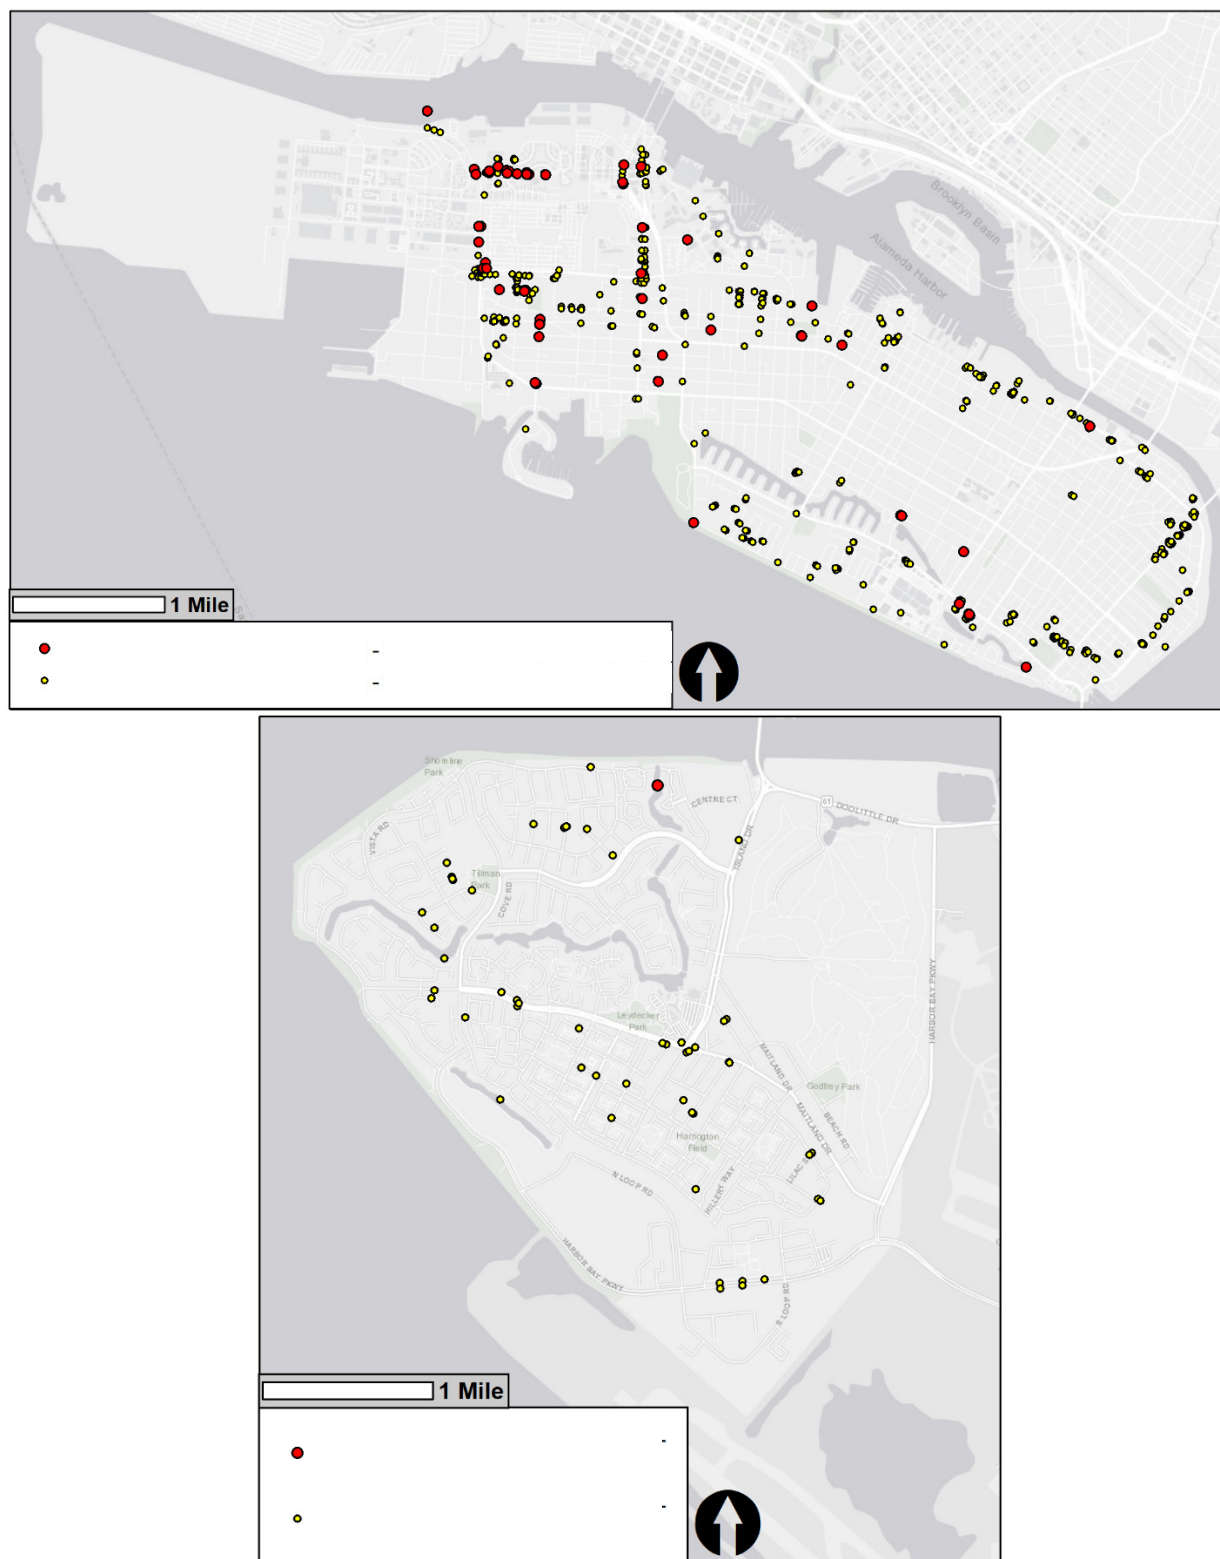 Brooklyn Basin
Alameda Harbor
Sa
1 Mile
-
-
Shoreline
Park
CENTRE CT
61
DOOLITTLE DR
VISTA RD
ISLAND DR
Tillman
Park
COVE RD
HARBOR BAY PKWY
Leydecker
Park
MAITLAND DR
Godfrey Park
MAITLAND DR
BEACH RD
Harrington
Field
LILAC S
N LOOP RD
HILLERY WAY
HARBOR BAY PKWY
S LOOP RD
1 Mile
-
-